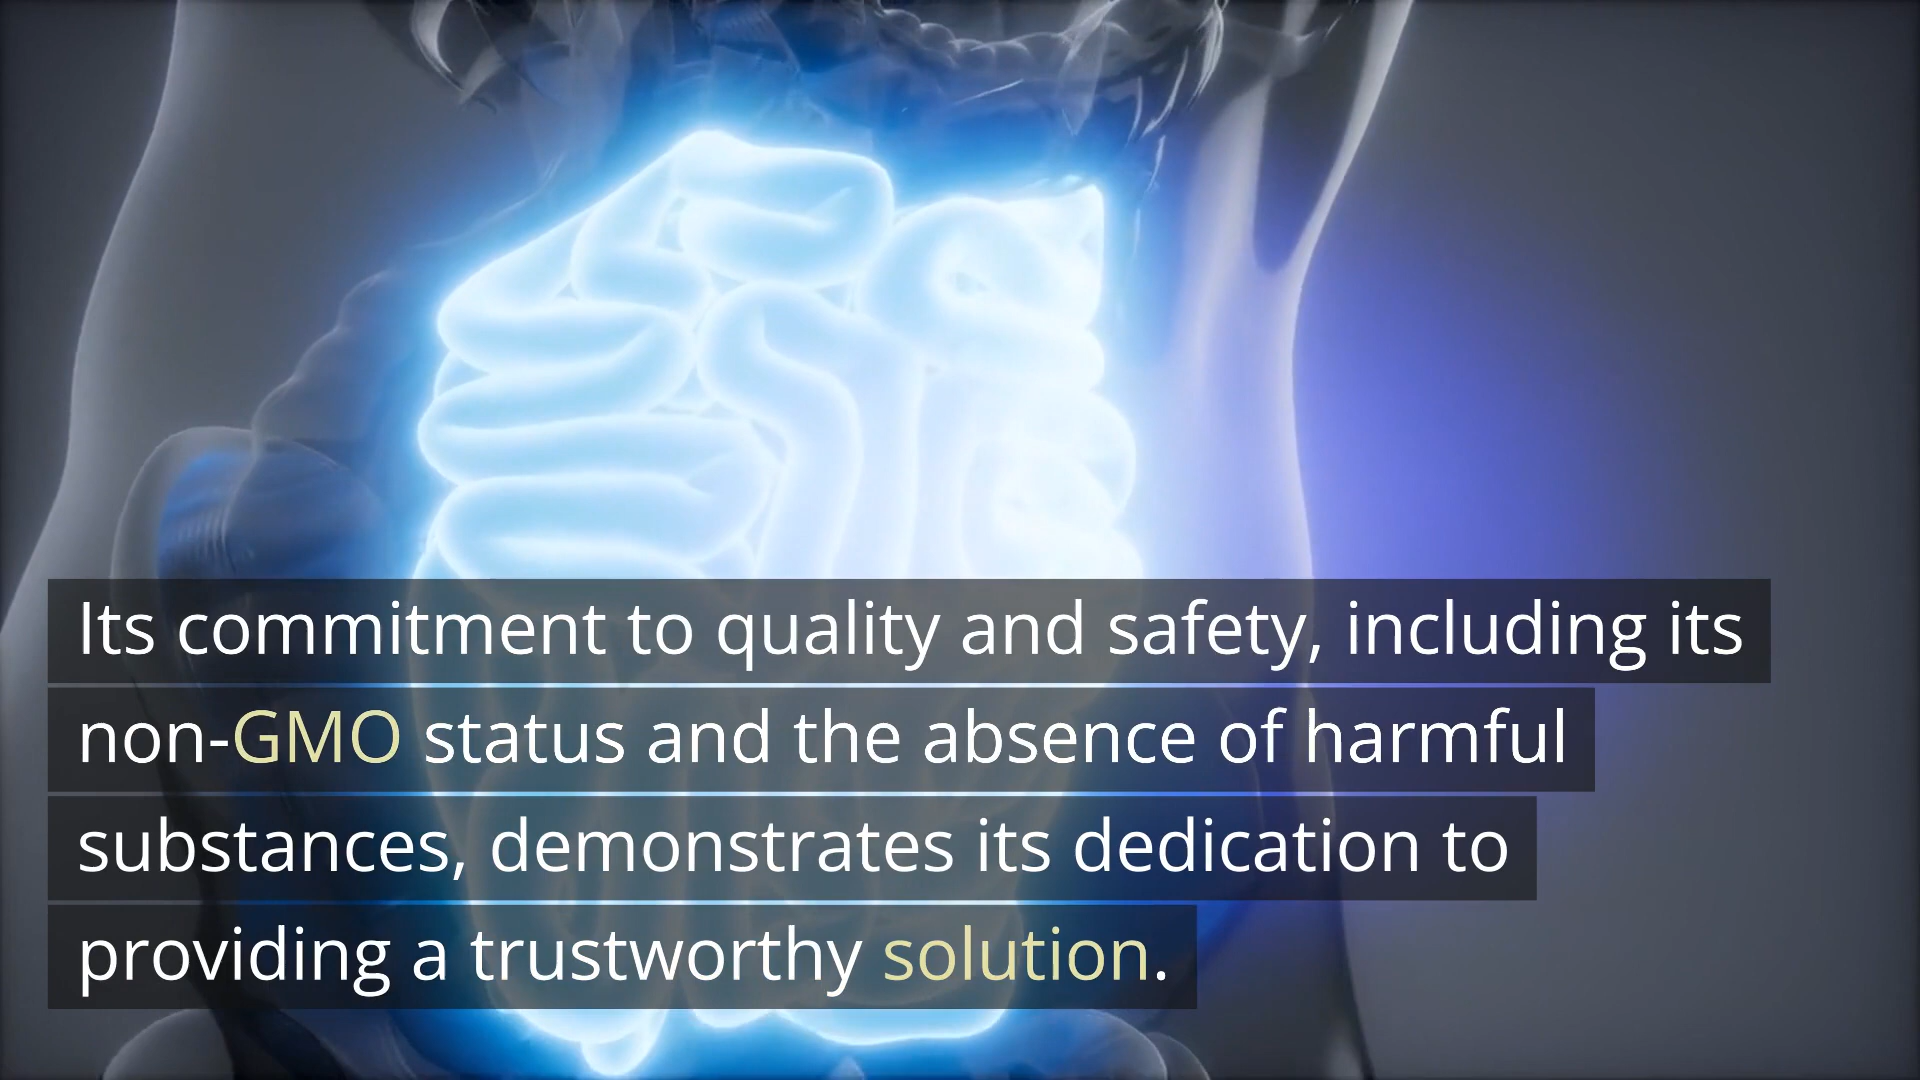 Its commitment to quality and safety, including its
non-GMO status and the absence of harmful
substances, demonstrates its dedication to
providing a trustworthy solution.